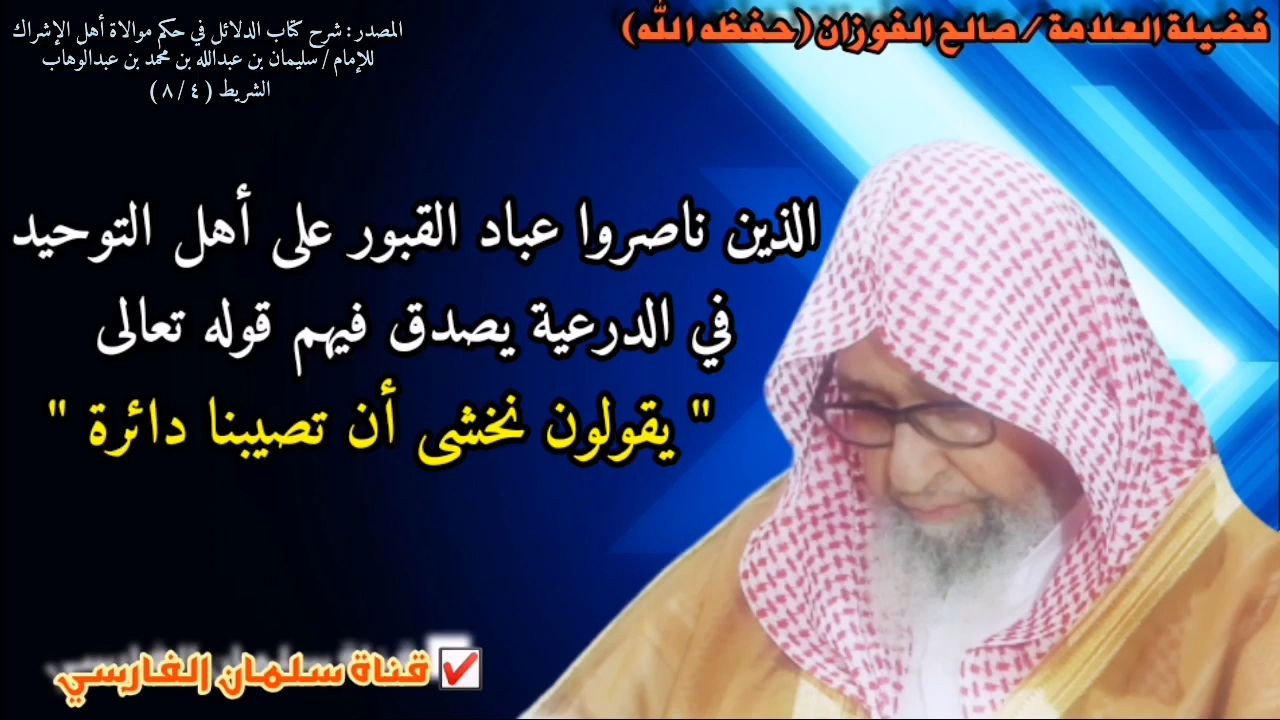 فضيلة العلامة / صالح الفوزان (حفظه الله)
المصدر : شرح كتاب الدلائل في حكم موالاة أهل الإشراك
للإمام / سليمان بن عبدالله بن محمد بن عبدالوهاب
الشريط ( ٤ / ٨ )
الذين ناصروا عباد القبور على أهل التوحيد
في الدرعية يصدق فيهم قوله تعالى
" يقولون نخشى أن تصيبنا دائرة "
قناة سلمان الفارسي